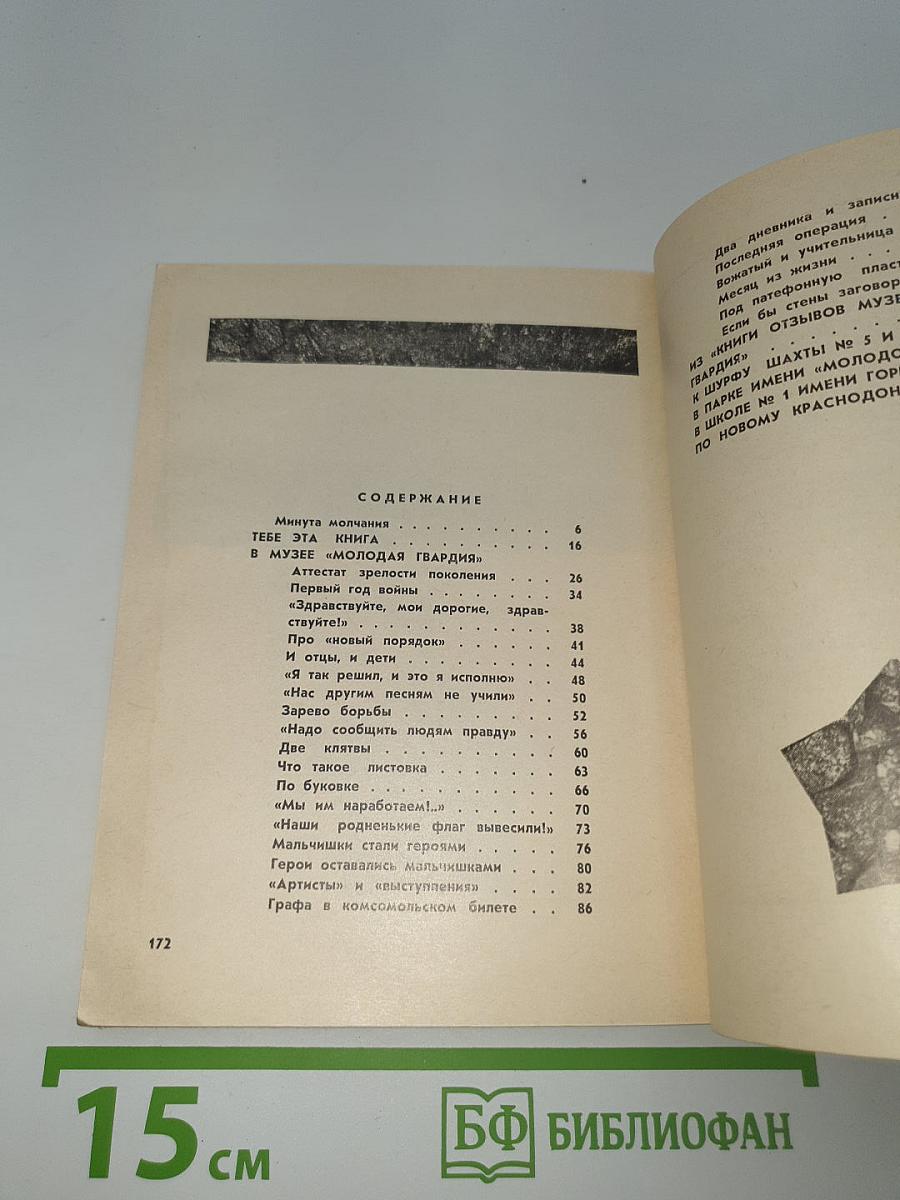 СОДЕРЖАНИЕ
Минута молчания . . . . . . . . . . 6
ТЕБЕ ЭТА КНИГА . . . . . . . . . . 16
В МУЗЕЕ «МОЛОДАЯ ГВАРДИЯ»
Аттестат зрелости поколения . . . 26
Первый год войны . . . . . . . . 34
«Здравствуйте, мои дорогие, здрав-
ствуйте!» . . . . . . . . . . . . 38
Про «новый порядок» . . . . . . . 41
И отцы, и дети . . . . . . . . . 44
«Я так решил, и это я исполню» . . 48
«Нас другим песням не учили» . . 50
Зарево борьбы . . . . . . . . . 52
«Надо сообщить людям правду» . . 56
Две клятвы . . . . . . . . . . . 60
Что такое листовка . . . . . . . 63
По буковке . . . . . . . . . . . 66
«Мы им наработаем!..» . . . . . . 70
«Наши родненькие флаг вывесили!» 73
Мальчишки стали героями . . . . . 76
Герои оставались мальчишками . . . 80
«Артисты» и «выступления» . . . . 82
Графа в комсомольском билете . . 86
172
Два дневника и записн
Последняя операция .
Вожатый и учительница
Месяц из жизни . . .
Под патефонную пласт
Если бы стены заговор
ИЗ «КНИГИ ОТЗЫВОВ МУЗЕ
ГВАРДИЯ» . . . . . . .
К ШУРФУ ШАХТЫ № 5 И
В ПАРКЕ ИМЕНИ «МОЛОДО
В ШКОЛЕ № 1 ИМЕНИ ГОР
ПО НОВОМУ КРАСНОДОН
15 см
БФ БИБЛИОФАН